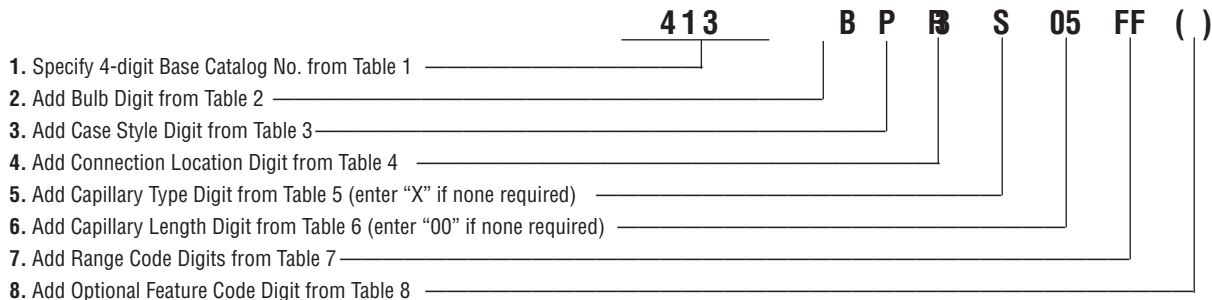 413 B P S 05 FF ( )
1. Specify 4-digit Base Catalog No. from Table 1
2. Add Bulb Digit from Table 2
3. Add Case Style Digit from Table 3
4. Add Connection Location Digit from Table 4
5. Add Capillary Type Digit from Table 5 (enter “X” if none required)
6. Add Capillary Length Digit from Table 6 (enter “00” if none required)
7. Add Range Code Digits from Table 7
8. Add Optional Feature Code Digit from Table 8